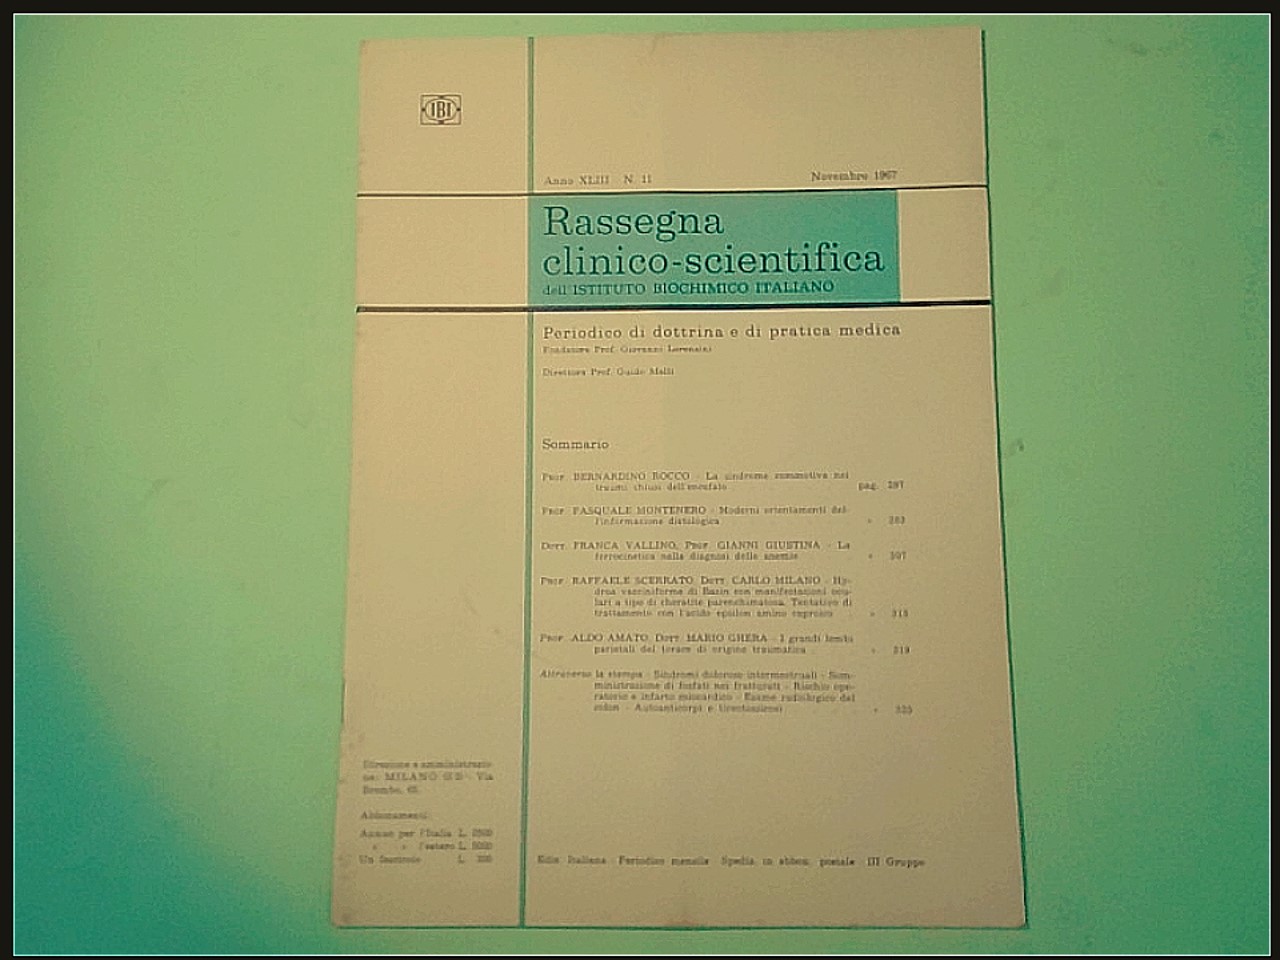 IBI
Anno XLIII N. 11
Novembre 1967
Rassegna
clinico-scientifica
dell'ISTITUTO BIOCHIMICO ITALIANO
Periodico di dottrina e di pratica medica
Fondatore Prof. Giovanni Lorenzini
Direttore Prof. Guido Melli
Sommario
Prof. BERNARDINO ROCCO - La sindrome commotiva nei
traumi chiusi dell'encefalo pag. 287
Prof. PASQUALE MONTENERO - Moderni orientamenti del-
l'informazione dietologica »
Dott. FRANCA VALLINO, Prof. GIANNI GIUSTINA - La
ferrocinetica nella diagnosi delle anemie » 307
Prof. RAFFAELE SCERRATO, Dott. CARLO MILANO - Hy-
droa vacciniforme di Bazin con manifestazioni ocu-
lari a tipo di cheratite parenchimatosa. Tentativo di
trattamento con l'acido epsilon amino caproico » 315
Prof. ALDO AMATO, Dott. MARIO GHERA - I grandi lembi
parietali del torace di origine traumatica » 319
Attraverso la stampa - Sindromi dolorose intermestruali - Som-
ministrazione di fosfati nei fratturati - Rischio ope-
ratorio e infarto miocardico - Esame radiologico del
colon - Autoanticorpi e tireotossicosi »
Direzione e amministrazio-
ne: MILANO Via
Abbonamenti:
Annuo per l'Italia L.
» » l'estero L.
Un fascicolo L.
Ediz. Italiana Periodico mensile Spediz. in abbon. postale III Gruppo